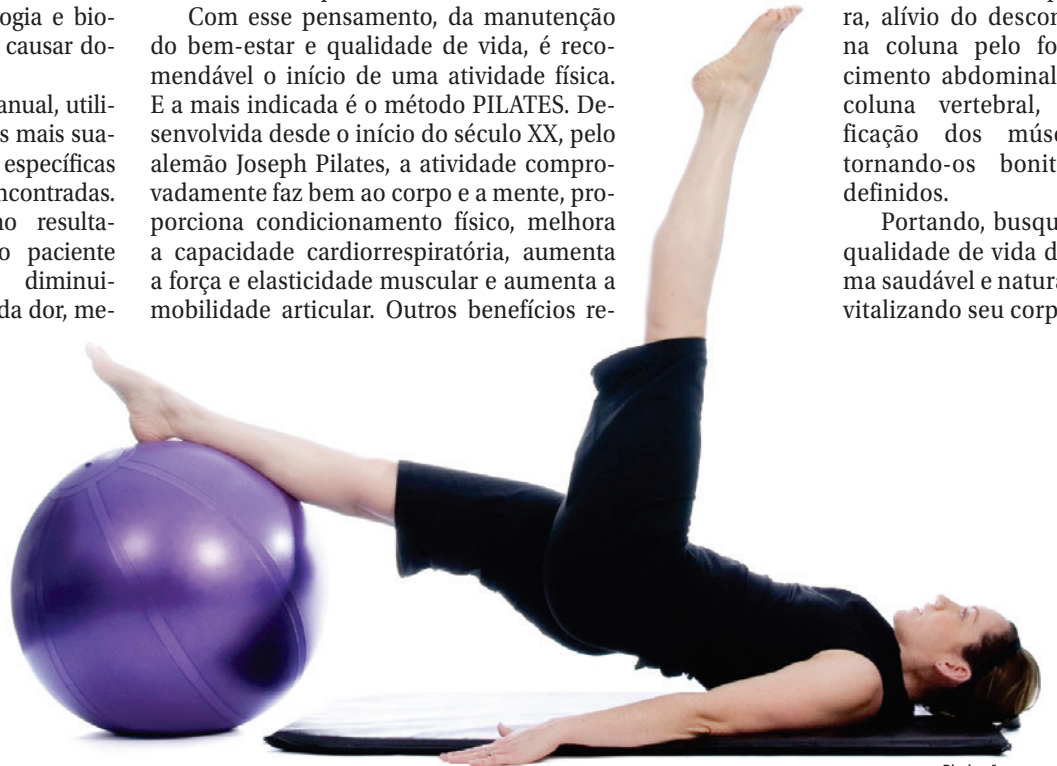 ogia e bio-
causar do-
anual, utili-
s mais sua-
específicas
ncontradas.
no resulta-
o paciente
diminui-
da dor, me-
Com esse pensamento, da manutenção
do bem-estar e qualidade de vida, é reco-
mendável o início de uma atividade física.
E a mais indicada é o método PILATES. De-
senvolvida desde o início do século XX, pelo
alemão Joseph Pilates, a atividade compro-
vadamente faz bem ao corpo e a mente, pro-
porciona condicionamento físico, melhora
a capacidade cardiorrespiratória, aumenta
a força e elasticidade muscular e aumenta a
mobilidade articular. Outros benefícios re-
ra, alívio do descon
na coluna pelo fo
cimento abdominal
coluna vertebral,
ficação dos músc
tornando-os bonit
definidos.
Portando, busqu
qualidade de vida d
ma saudável e natura
vitalizando seu corp